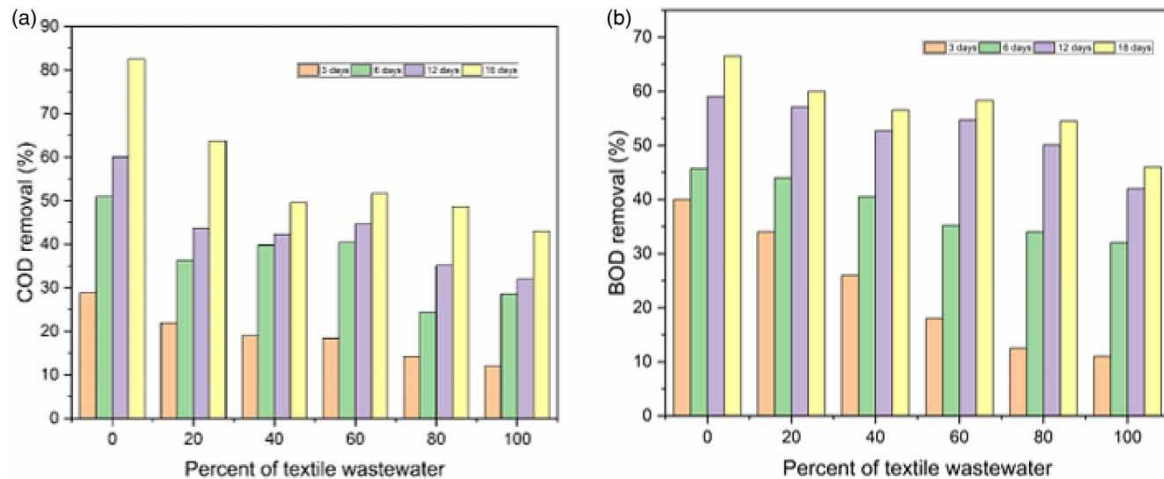 (a)
90
80
70
60
50
40
30
20
10
0
COD removal (%)
3 days 6 days 12 days 18 days
0 20 40 60 80 100
Percent of textile wastewater
(b)
70
60
50
40
30
20
10
0
BOD removal (%)
3 days 6 days 12 days 18 days
0 20 40 60 80 100
Percent of textile wastewater